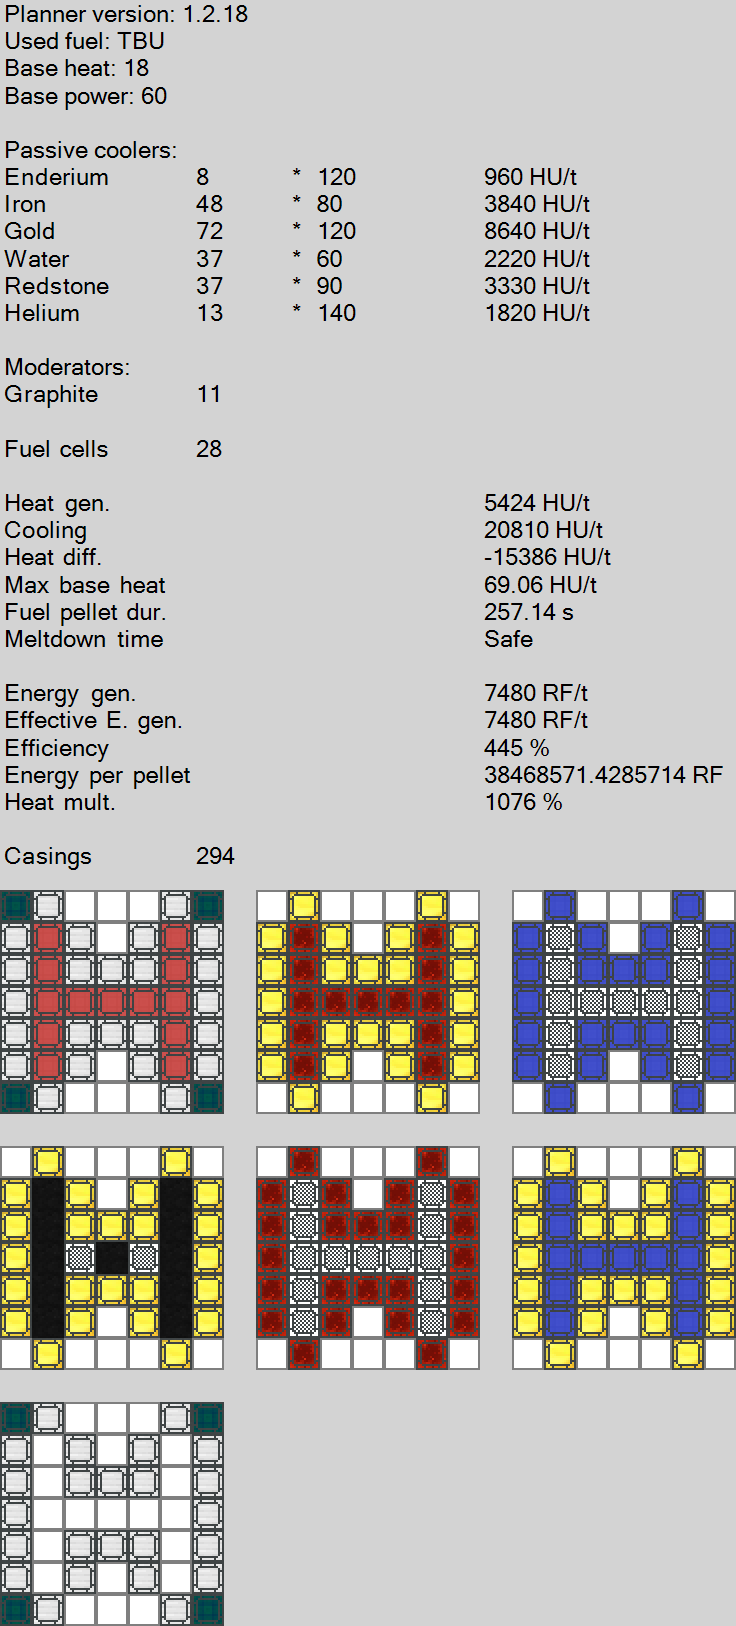 Planner version: 1.2.18
Used fuel: TBU
Base heat: 18
Base power: 60
Passive coolers:
Enderium 8 * 120 960 HU/t
Iron 48 * 80 3840 HU/t
Gold 72 * 120 8640 HU/t
Water 37 * 60 2220 HU/t
Redstone 37 * 90 3330 HU/t
Helium 13 * 140 1820 HU/t
Moderators:
Graphite 11
Fuel cells 28
Heat gen. 5424 HU/t
Cooling 20810 HU/t
Heat diff. -15386 HU/t
Max base heat 69.06 HU/t
Fuel pellet dur. 257.14 s
Meltdown time Safe
Energy gen. 7480 RF/t
Effective E. gen. 7480 RF/t
Efficiency 445 %
Energy per pellet 38468571.4285714 RF
Heat mult. 1076 %
Casings 294